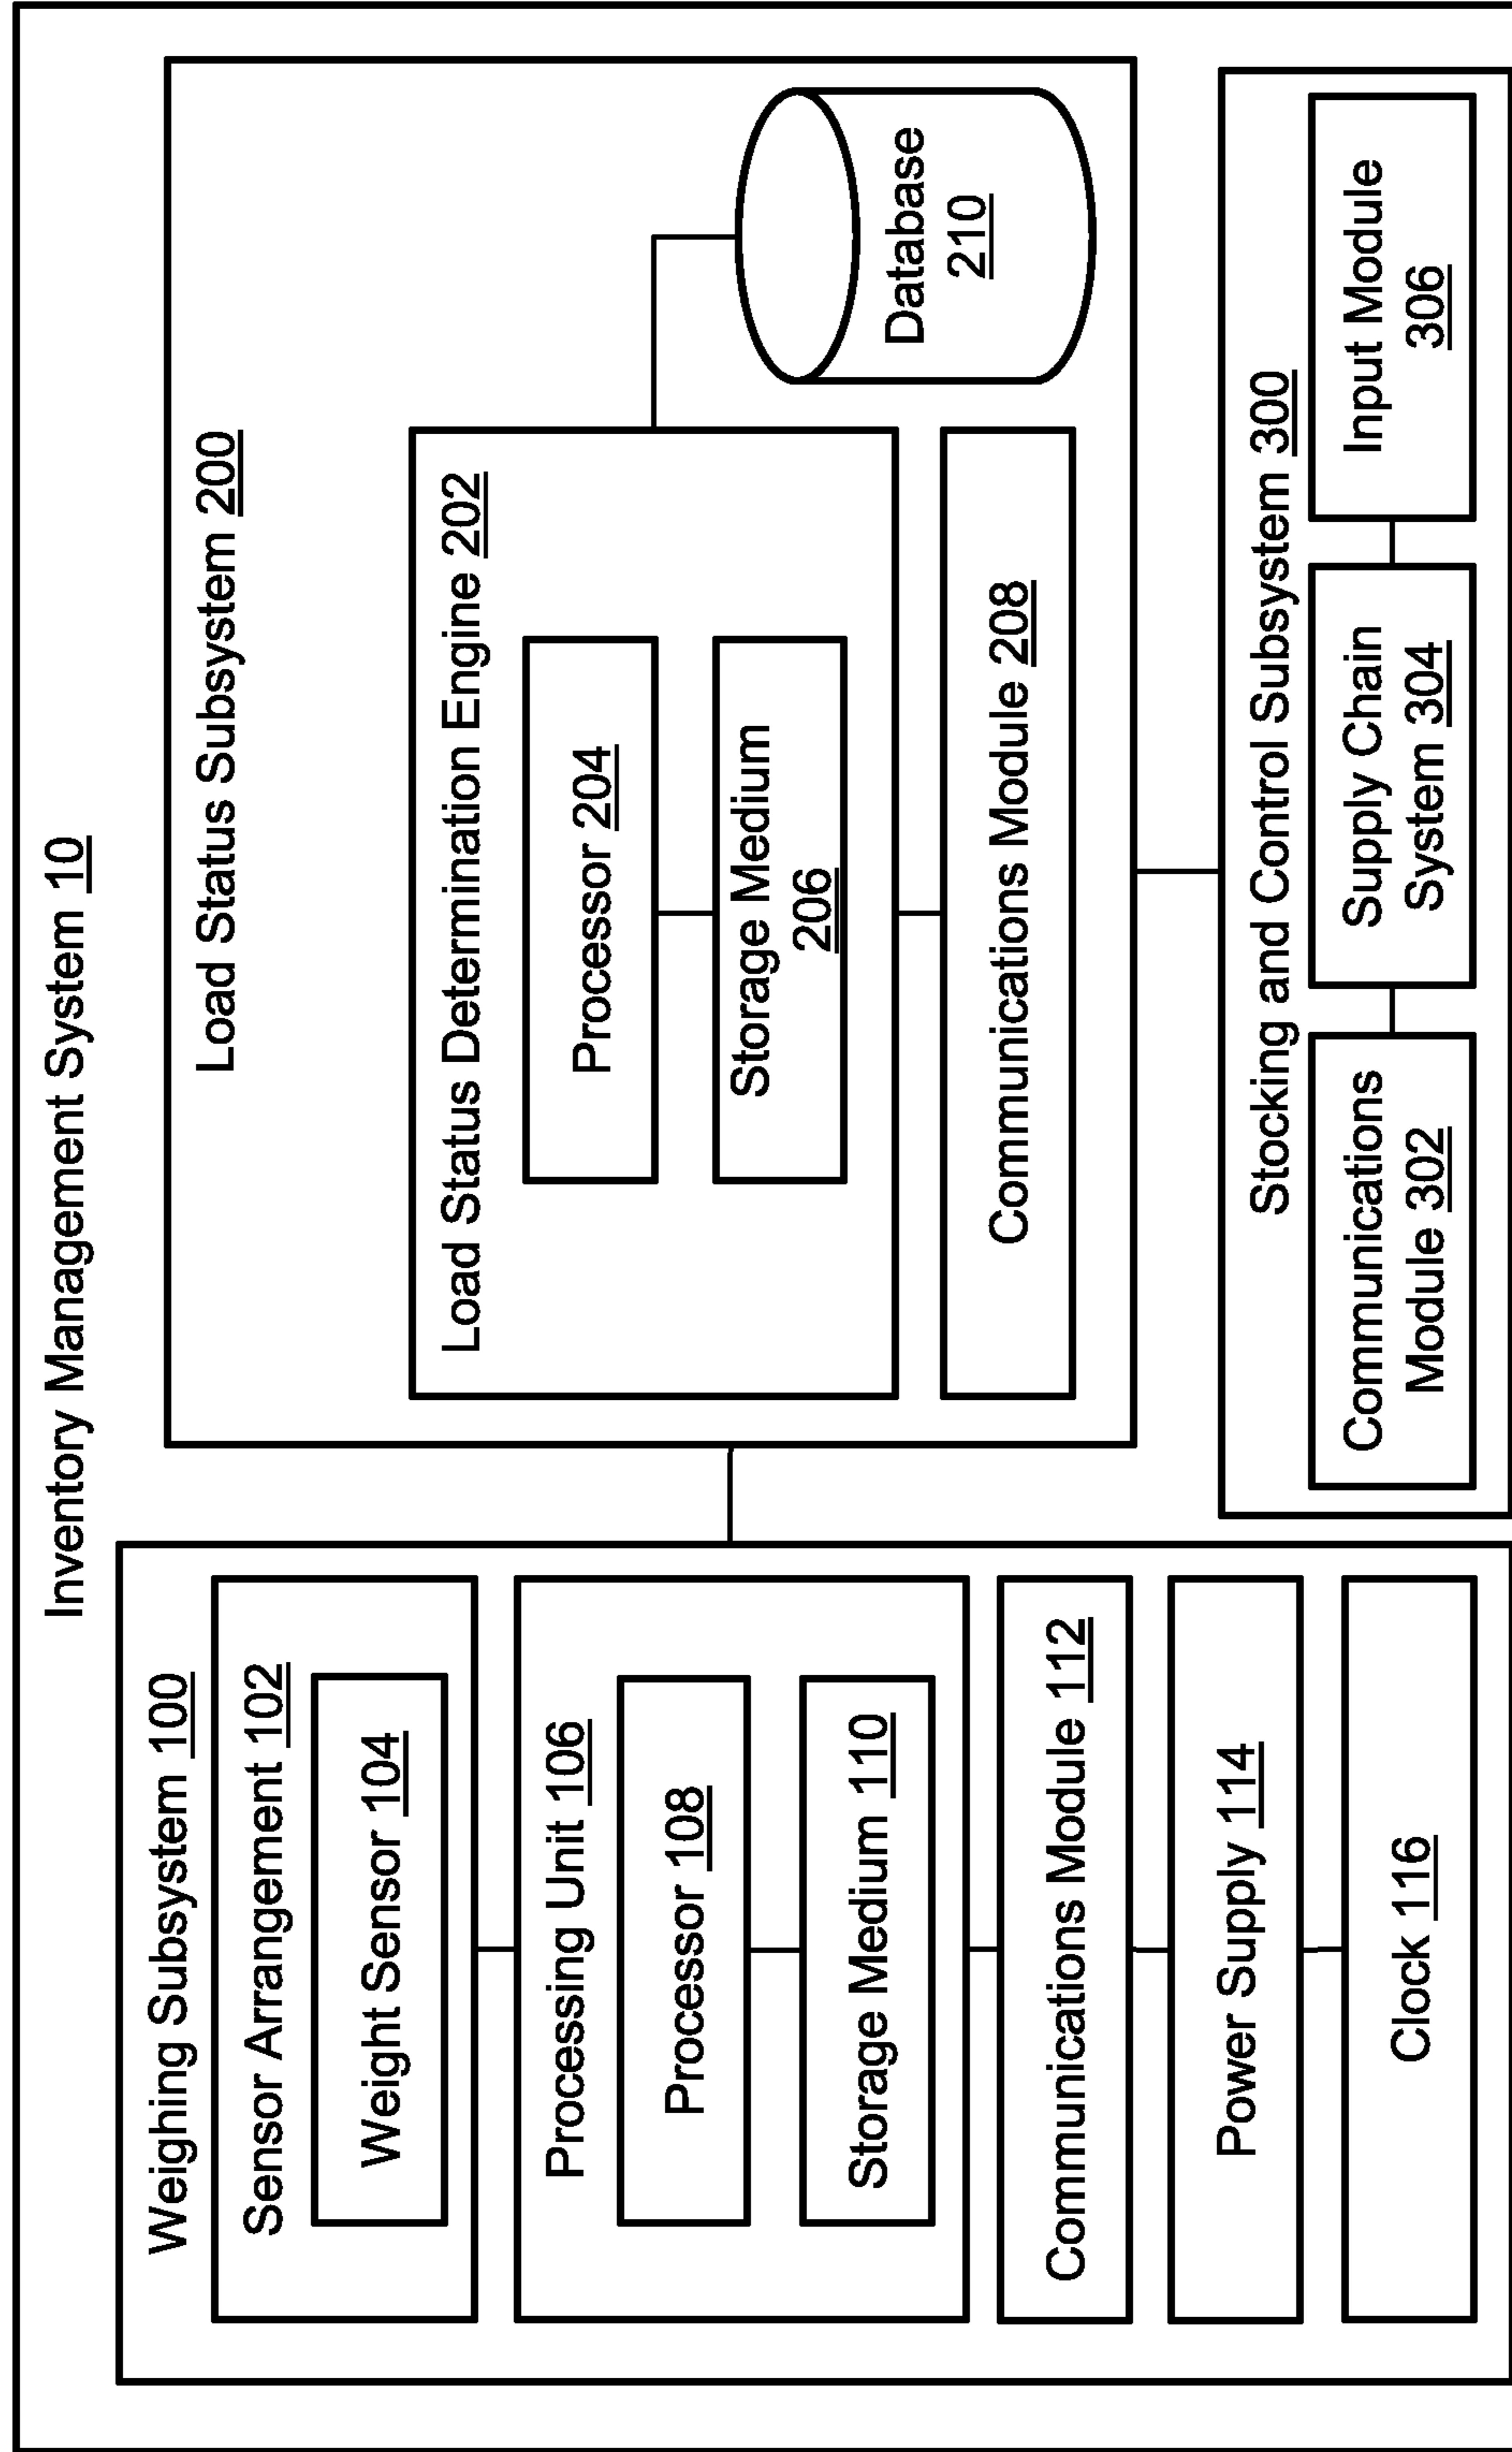 Inventory Management System 10
Weighing Subsystem 100
Sensor Arrangement 102
Weight Sensor 104
Processing Unit 106
Processor 108
Storage Medium 110
Communications Module 112
Power Supply 114
Clock 116
Load Status Subsystem 200
Load Status Determination Engine 202
Processor 204
Storage Medium
206
Communications Module 208
Database
210
Stocking and Control Subsystem 300
Communications
Module 302
Supply Chain
System 304
Input Module
306